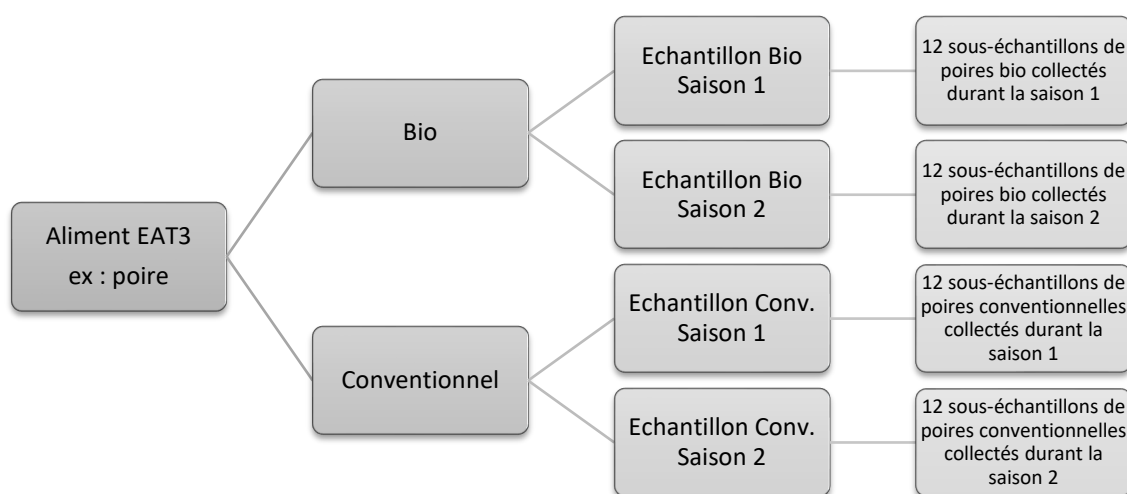 Aliment EAT3
ex : poire
Bio
Conventionnel
Echantillon Bio
Saison 1
Echantillon Bio
Saison 2
Echantillon Conv.
Saison 1
Echantillon Conv.
Saison 2
12 sous-échantillons de
poires bio collectés
durant la saison 1
12 sous-échantillons de
poires bio collectés
durant la saison 2
12 sous-échantillons de
poires conventionnelles
collectés durant la
saison 1
12 sous-échantillons de
poires conventionnelles
collectés durant la
saison 2